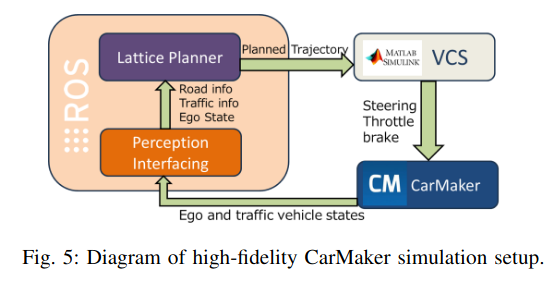 Lattice Planner
Planned Trajectory
MATLAB
SIMULINK
VCS
ROS
Road info
Traffic info
Ego State
Steering
Throttle
brake
Perception
Interfacing
CM CarMaker
Ego and traffic vehicle states
Fig. 5: Diagram of high-fidelity CarMaker simulation setup.